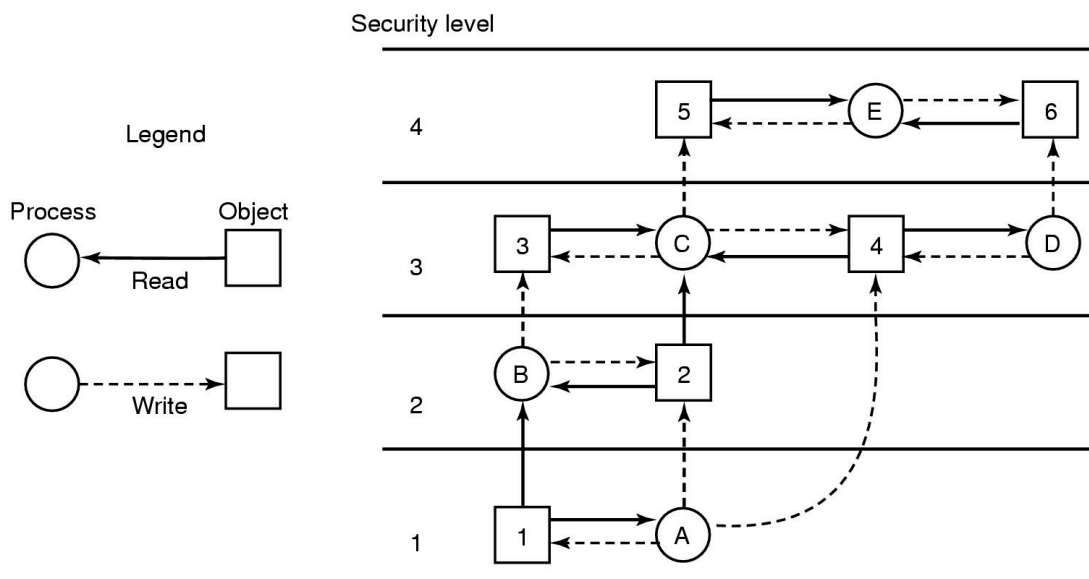 Security level
Legend
Process Object
Read
Write
4
5 E 6
3
3 C 4 D
2
B 2
1
1 A